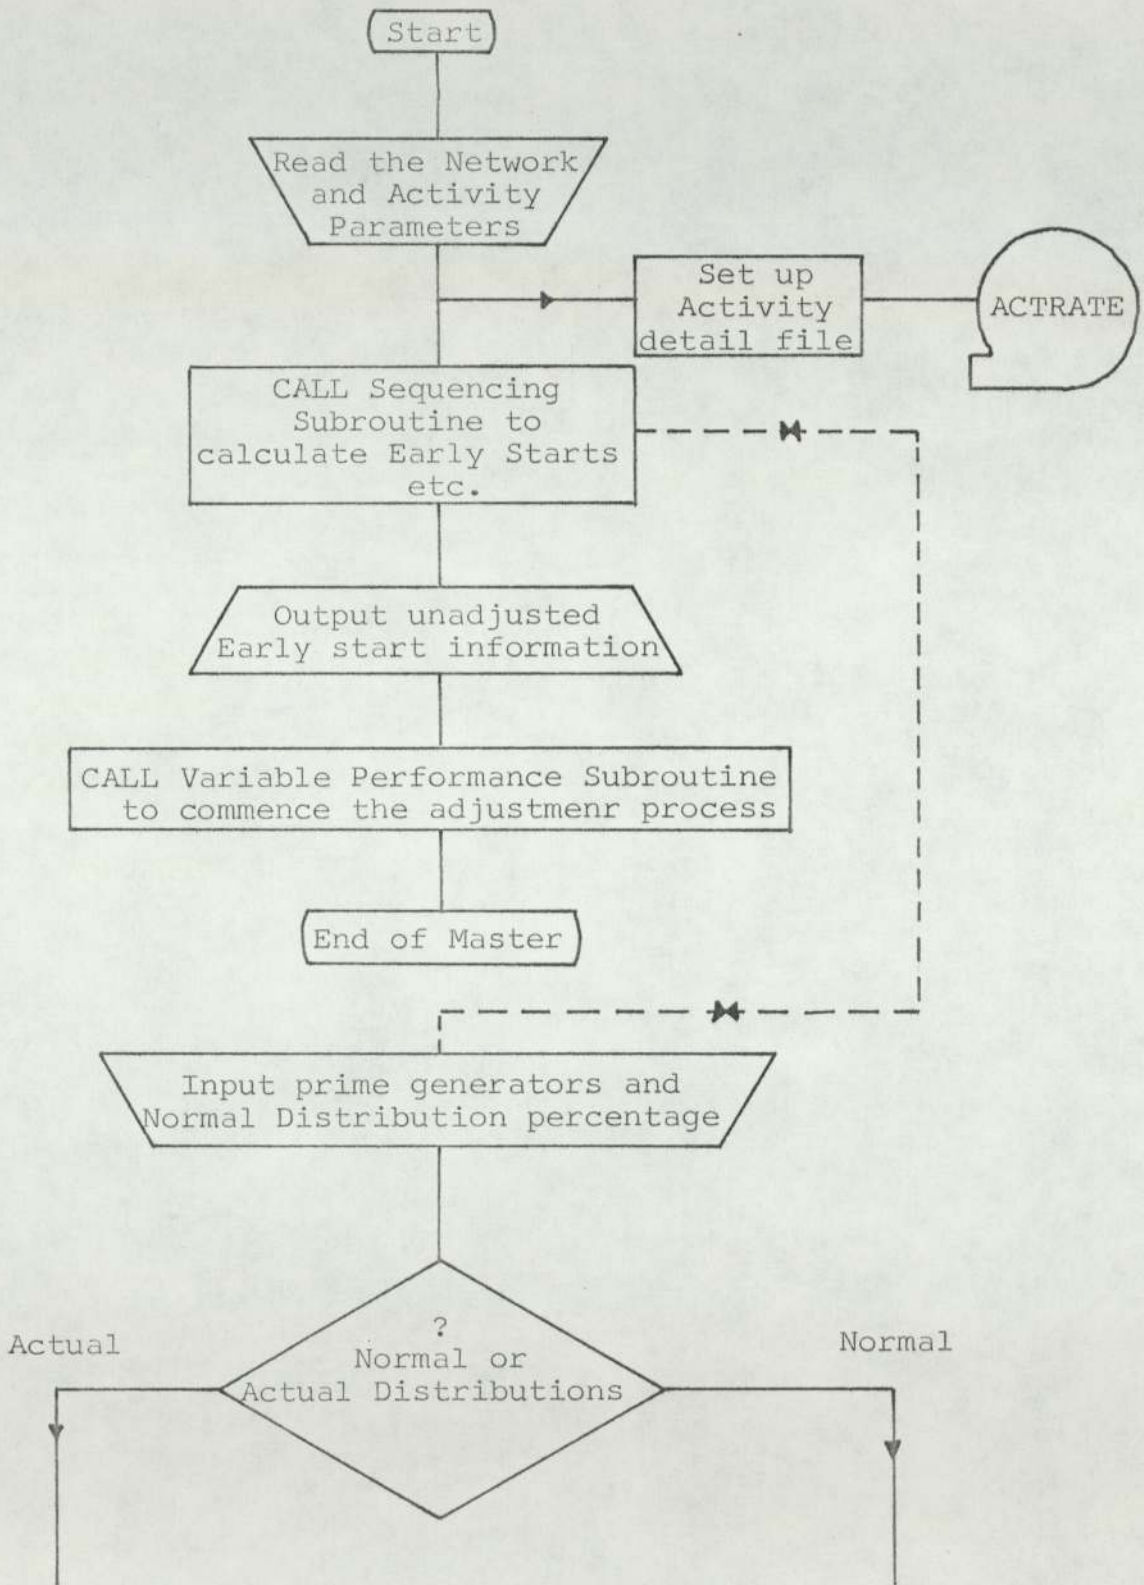 Start
Read the Network
and Activity
Parameters
Set up
Activity
detail file
ACTRATE
CALL Sequencing
Subroutine to
calculate Early Starts
etc.
Output unadjusted
Early start information
CALL Variable Performance Subroutine
to commence the adjustmenr process
End of Master
Input prime generators and
Normal Distribution percentage
?
Normal or
Actual Distributions
Actual
Normal